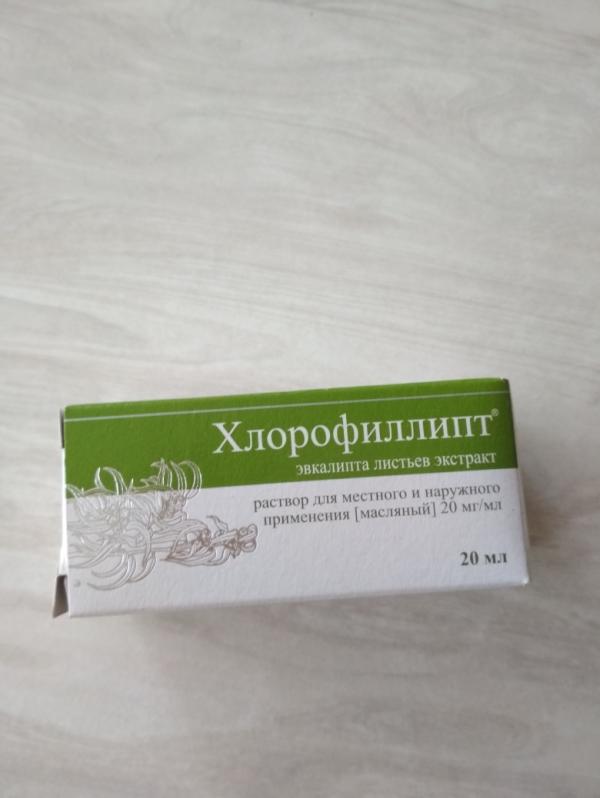 Хлорофиллипт®
эвкалипта листьев экстракт
раствор для местного и наружного
применения [масляный] 20 мг/мл
20 мл